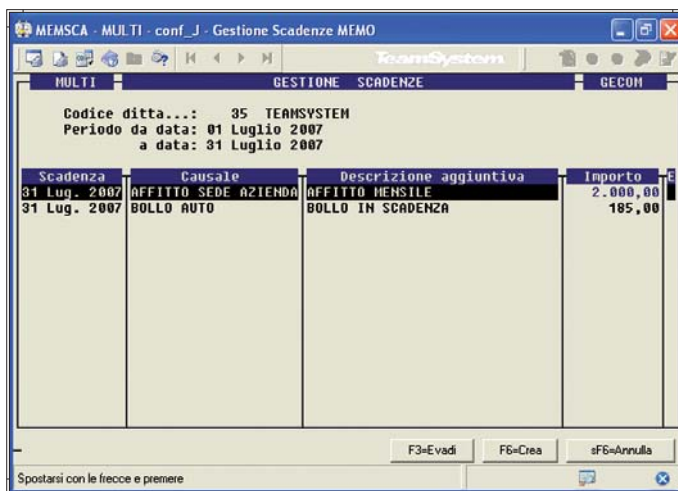 MEMSCA - MULTI - conf_J - Gestione Scadenze MEMO
TeamSystem
MULTI GESTIONE SCADENZE GECOM
Codice ditta...: 35 TEAMSYSTEM
Periodo da data: 01 Luglio 2007
a data: 31 Luglio 2007
Scadenza Causale Descrizione aggiuntiva Importo E
31 Lug. 2007 AFFITTO SEDE AZIENDA AFFITTO MENSILE 2.000,00
31 Lug. 2007 BOLLO AUTO BOLLO IN SCADENZA 185,00
F3=Evadi F6=Crea sF6=Annulla
Spostarsi con le frecce e premere